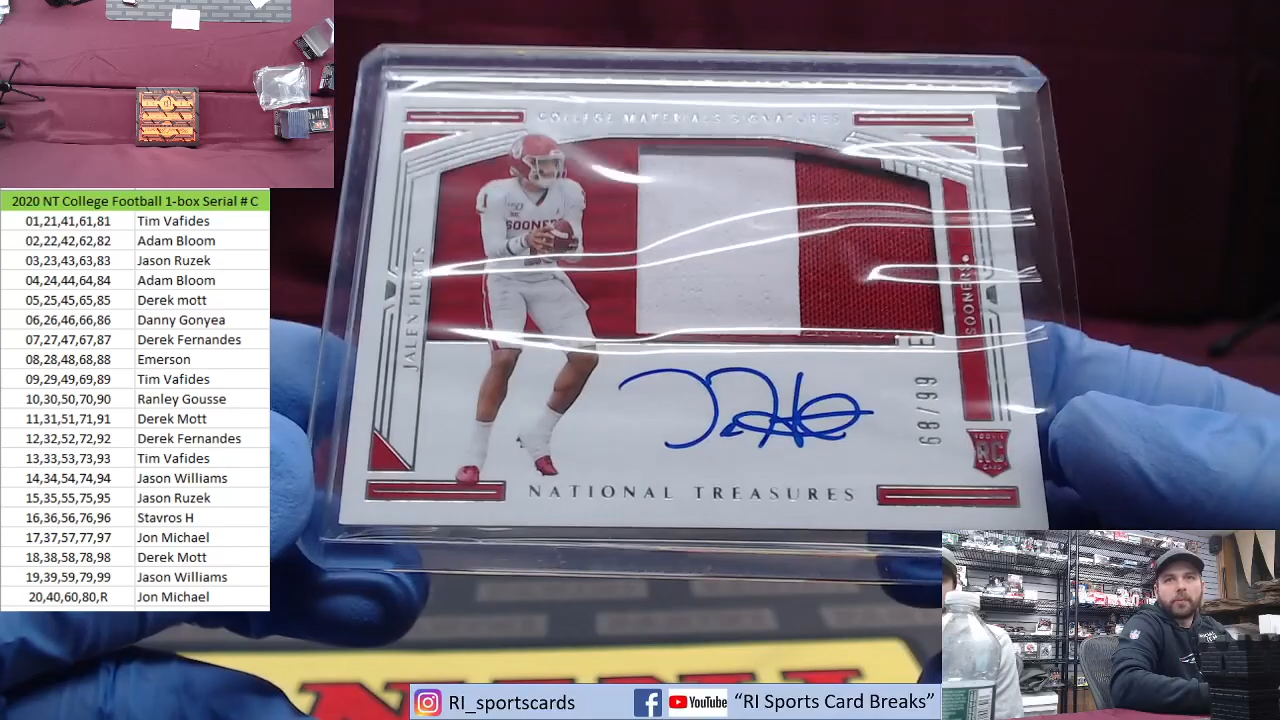 2020 NT College Football 1-box Serial # C
01,21,41,61,81 Tim Vafides
02,22,42,62,82 Adam Bloom
03,23,43,63,83 Jason Ruzek
04,24,44,64,84 Adam Bloom
05,25,45,65,85 Derek mott
06,26,46,66,86 Danny Gonyea
07,27,47,67,87 Derek Fernandes
08,28,48,68,88 Emerson
09,29,49,69,89 Tim Vafides
10,30,50,70,90 Ranley Gousse
11,31,51,71,91 Derek Mott
12,32,52,72,92 Derek Fernandes
13,33,53,73,93 Tim Vafides
14,34,54,74,94 Jason Williams
15,35,55,75,95 Jason Ruzek
16,36,56,76,96 Stavros H
17,37,57,77,97 Jon Michael
18,38,58,78,98 Derek Mott
19,39,59,79,99 Jason Williams
20,40,60,80,R Jon Michael
COLLEGE MATERIALS SIGNATURES
JALEN HURTS
SOONERS
1
SOONERS
68/99
ROOKIE
RC
CARD
NATIONAL TREASURES
RI_sportscards
YouTube
"RI Sports Card Breaks"